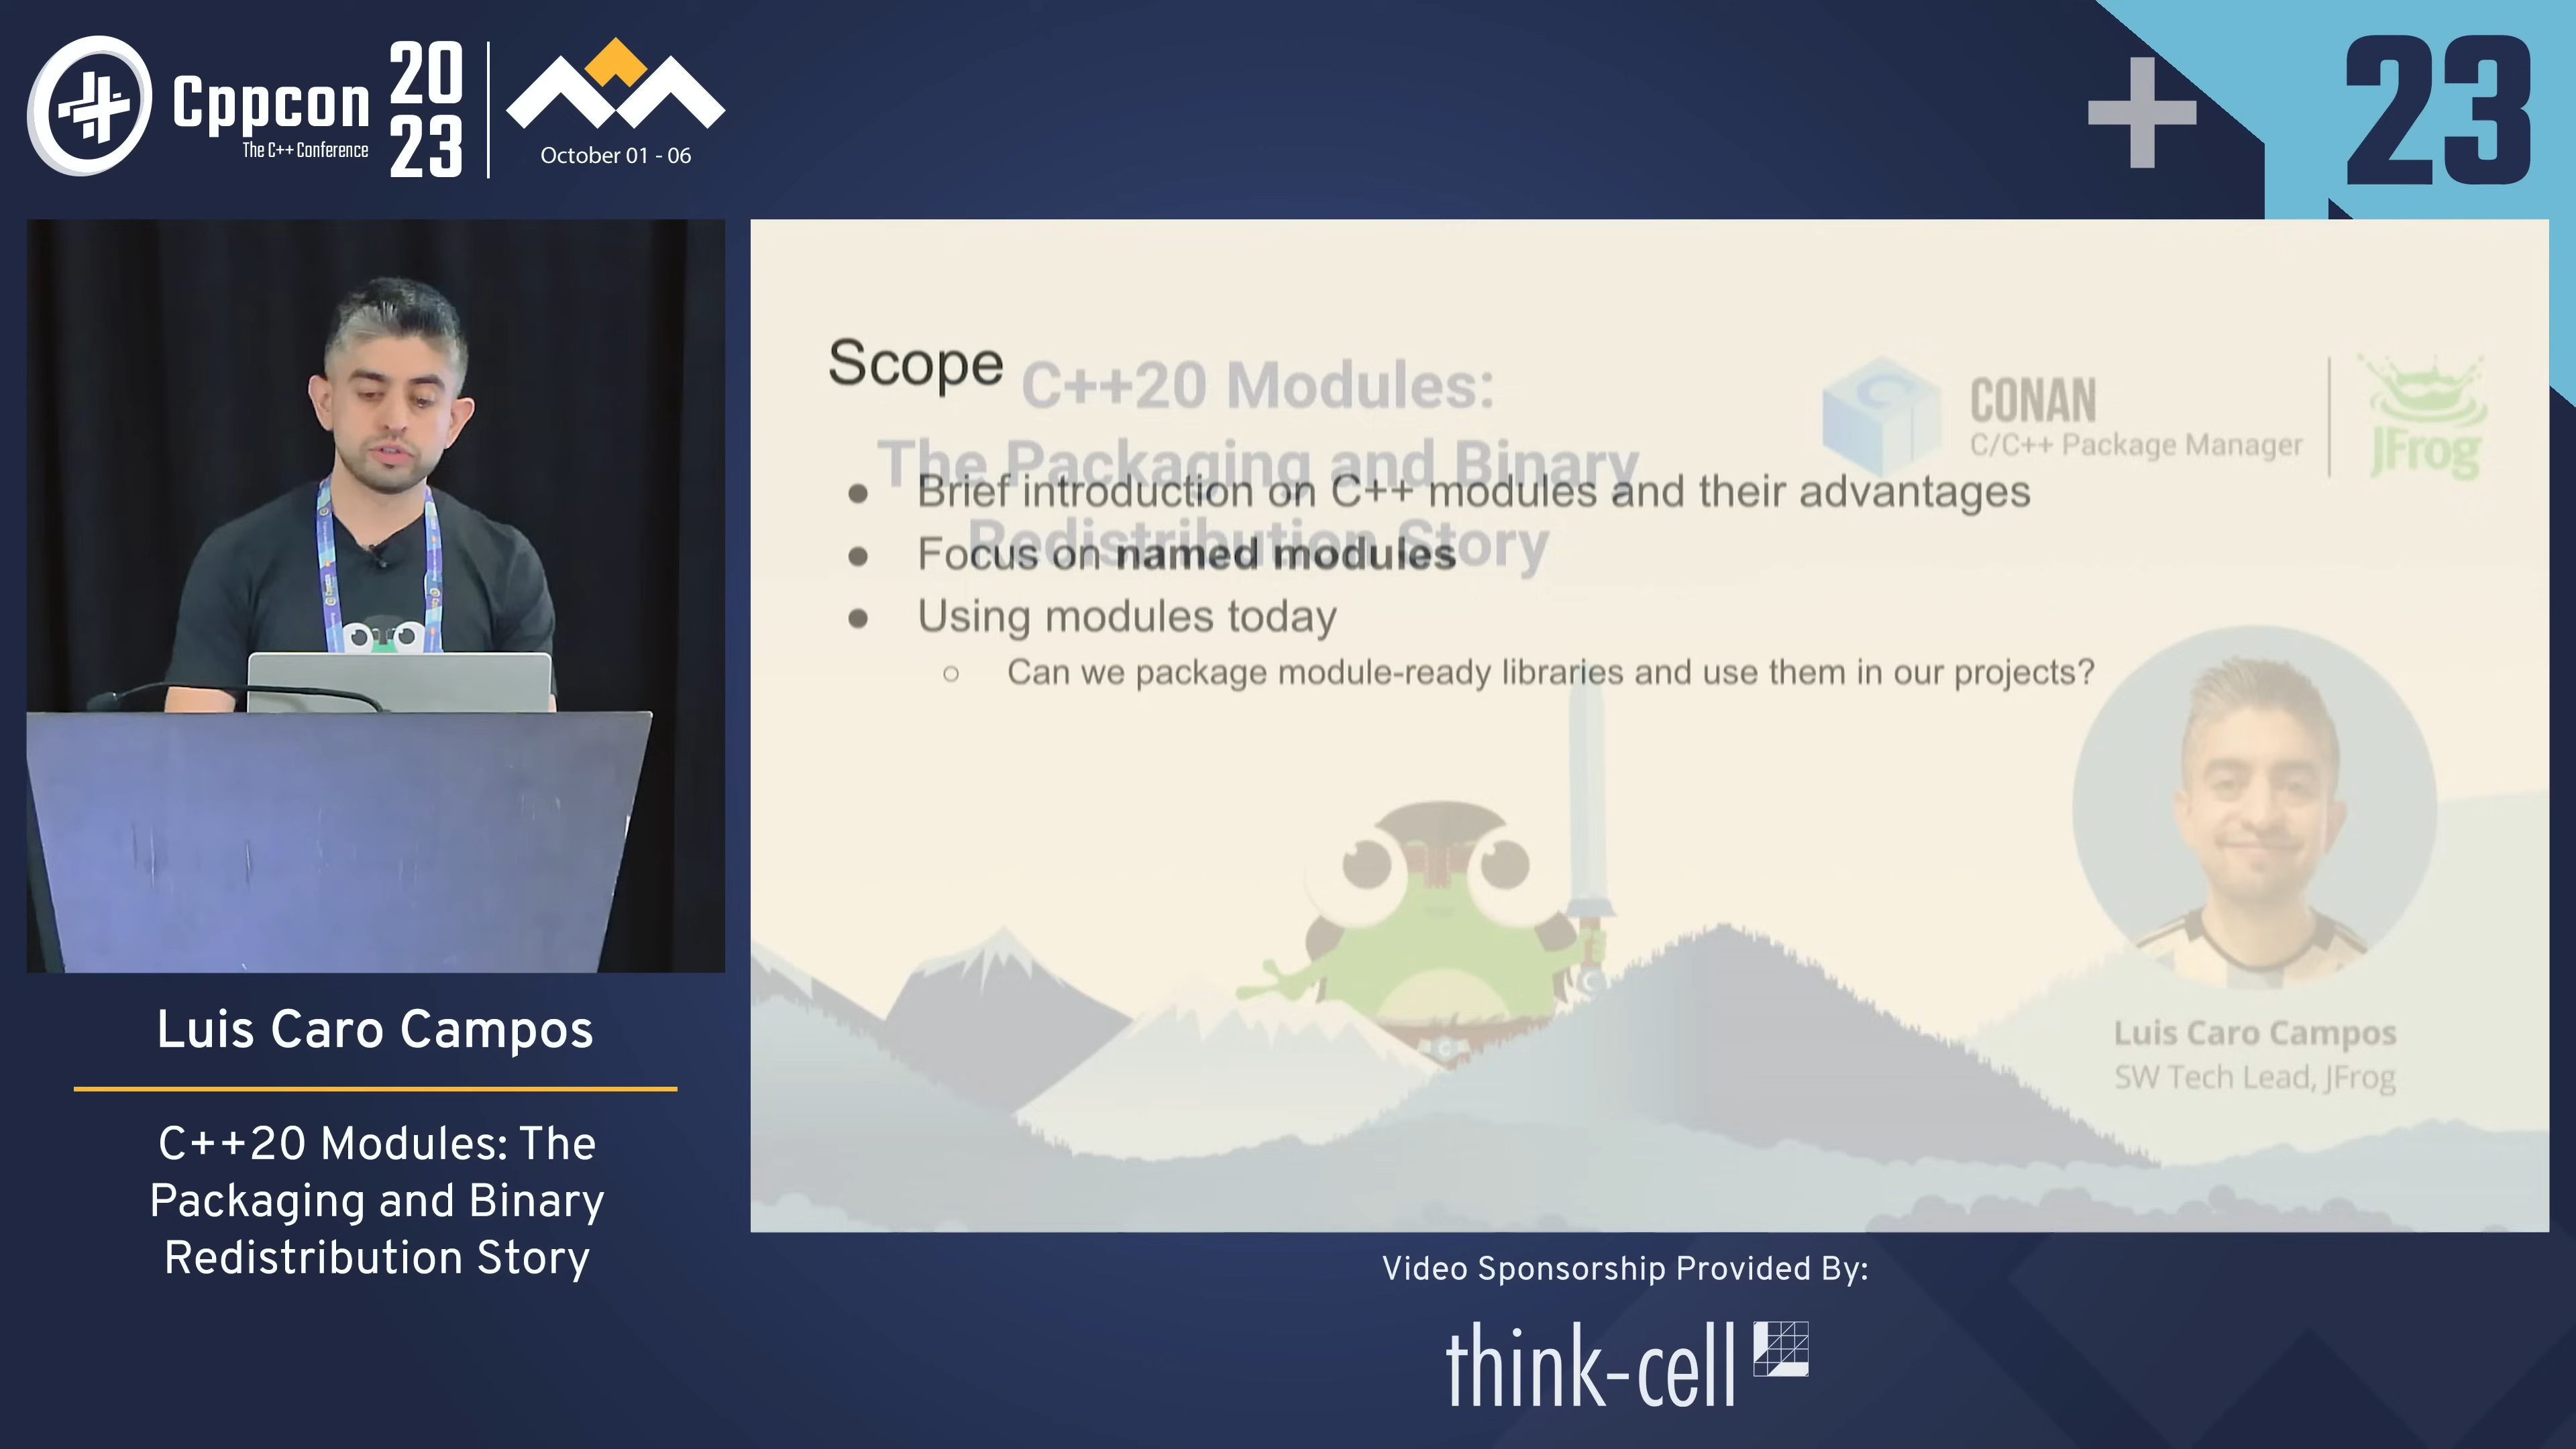 Cppcon
The C++ Conference
20
23
October 01 - 06
23
Scope
C++20 Modules:
The Packaging and Binary
Redistribution Story
CONAN
C/C++ Package Manager
JFrog
● Brief introduction on C++ modules and their advantages
● Focus on named modules
● Using modules today
○ Can we package module-ready libraries and use them in our projects?
Luis Caro Campos
SW Tech Lead, JFrog
Luis Caro Campos
C++20 Modules: The
Packaging and Binary
Redistribution Story
Video Sponsorship Provided By:
think-cell